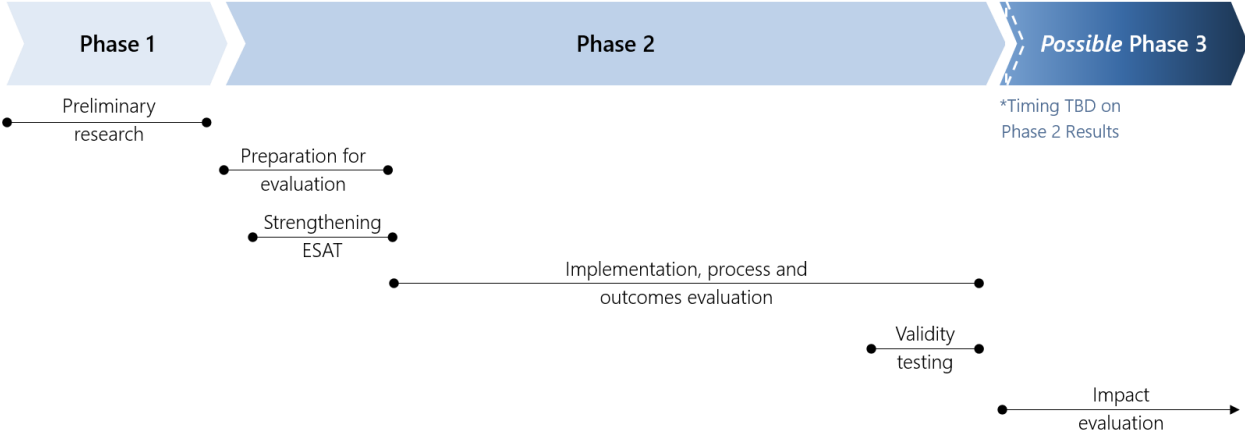 Phase 1
Phase 2
Possible Phase 3
*Timing TBD on
Phase 2 Results
Preliminary
research
Preparation for
evaluation
Strengthening
ESAT
Implementation, process and
outcomes evaluation
Validity
testing
Impact
evaluation